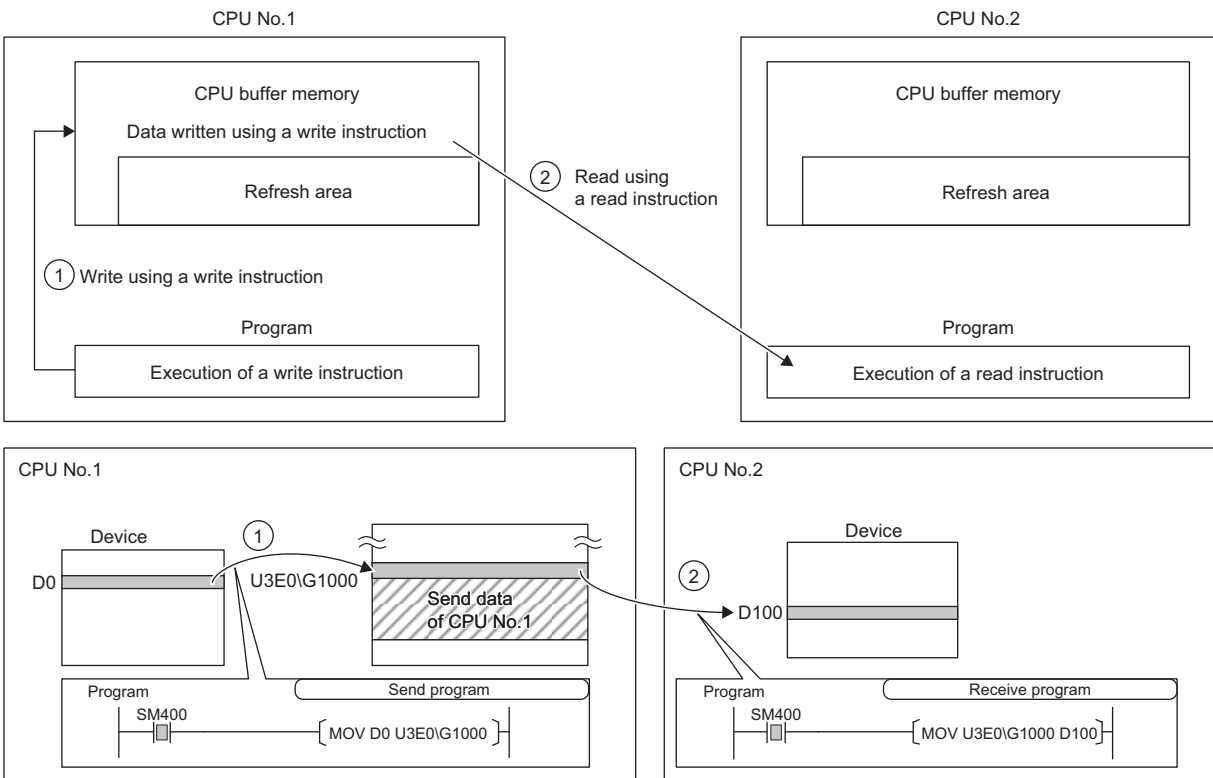 CPU No.1
CPU No.2
CPU buffer memory
Data written using a write instruction
Refresh area
1 Write using a write instruction
Program
Execution of a write instruction
2 Read using
a read instruction
CPU buffer memory
Refresh area
Program
Execution of a read instruction
CPU No.1
Device
1
D0
U3E0\G1000
Send data
of CPU No.1
Program
Send program
SM400
MOV D0 U3E0\G1000
CPU No.2
Device
2
D100
Program
Receive program
SM400
MOV U3E0\G1000 D100